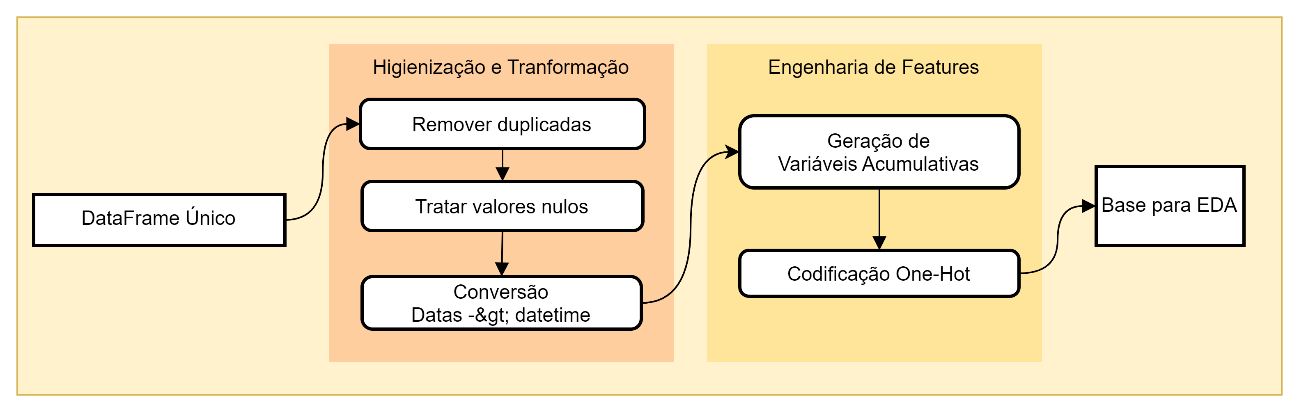 DataFrame Único
Higienização e Tranformação
Remover duplicadas
Tratar valores nulos
Conversão
Datas -&gt; datetime
Engenharia de Features
Geração de
Variáveis Acumulativas
Codificação One-Hot
Base para EDA